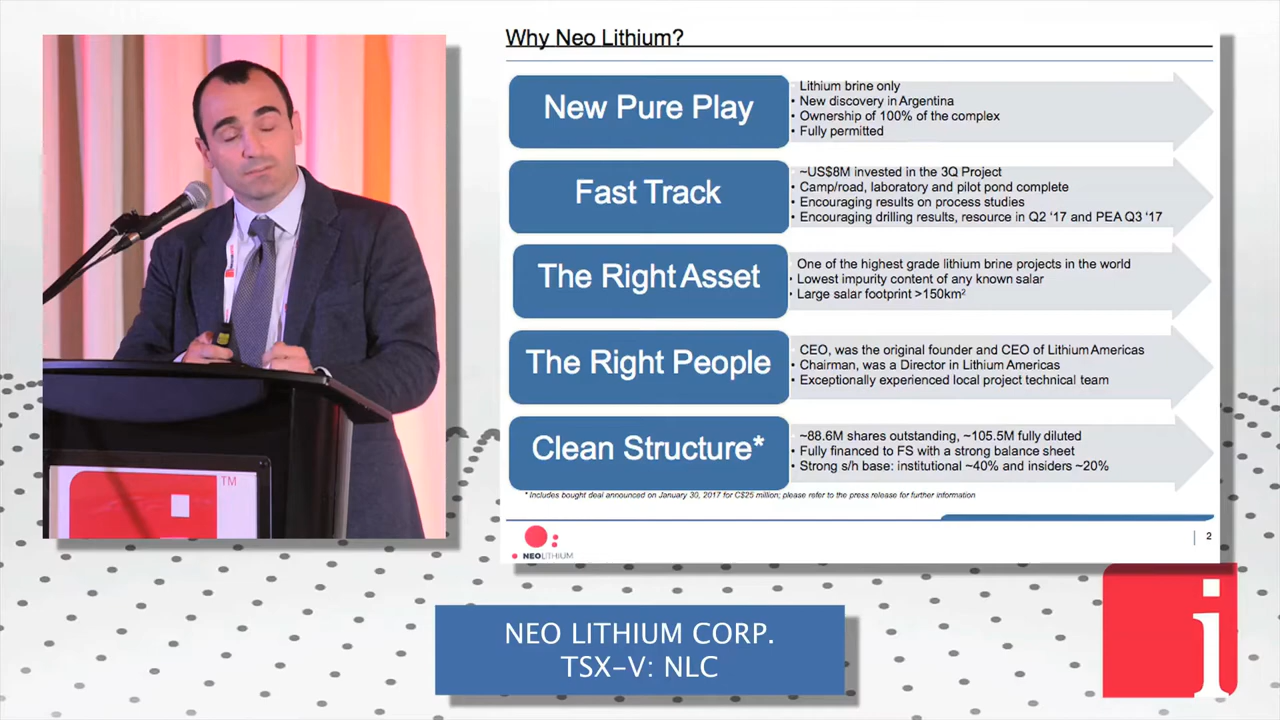 Why Neo Lithium?
New Pure Play
Lithium brine only
• New discovery in Argentina
• Ownership of 100% of the complex
• Fully permitted
Fast Track
~US$8M invested in the 3Q Project
• Camp/road, laboratory and pilot pond complete
• Encouraging results on process studies
• Encouraging drilling results, resource in Q2 ‘17 and PEA Q3 ‘17
The Right Asset
One of the highest grade lithium brine projects in the world
• Lowest impurity content of any known salar
• Large salar footprint >150km²
The Right People
CEO, was the original founder and CEO of Lithium Americas
• Chairman, was a Director in Lithium Americas
• Exceptionally experienced local project technical team
Clean Structure*
~88.6M shares outstanding, ~105.5M fully diluted
• Fully financed to FS with a strong balance sheet
• Strong s/h base: institutional ~40% and insiders ~20%
* Includes bought deal announced on January 30, 2017 for C$25 million; please refer to the press release for further information
2
NEOLITHIUM
TM
NEO LITHIUM CORP.
TSX-V: NLC
i